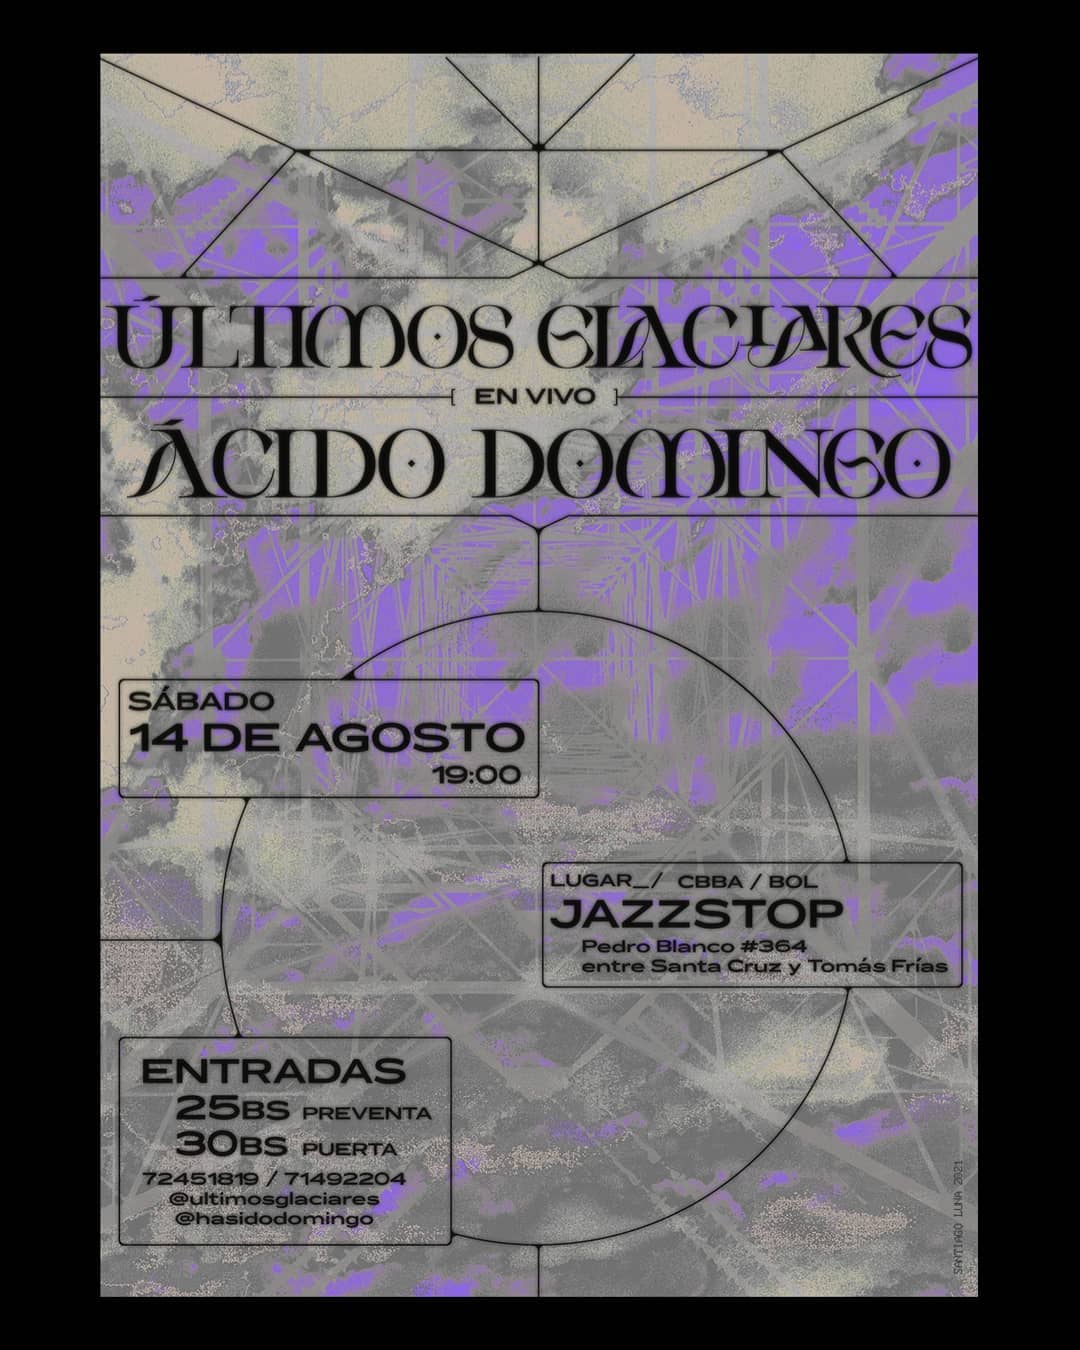 ÚLTIMOS GLACIARES
[ EN VIVO ]
ÁCIDO DOMINGO
SÁBADO
14 DE AGOSTO
19:00
LUGAR_/ CBBA / BOL
JAZZSTOP
Pedro Blanco #364
entre Santa Cruz y Tomás Frías
ENTRADAS
25BS PREVENTA
30BS PUERTA
72451819 / 71492204
@ultimosglaciares
@hasidodomingo
SANTIAGO LUNA 2021